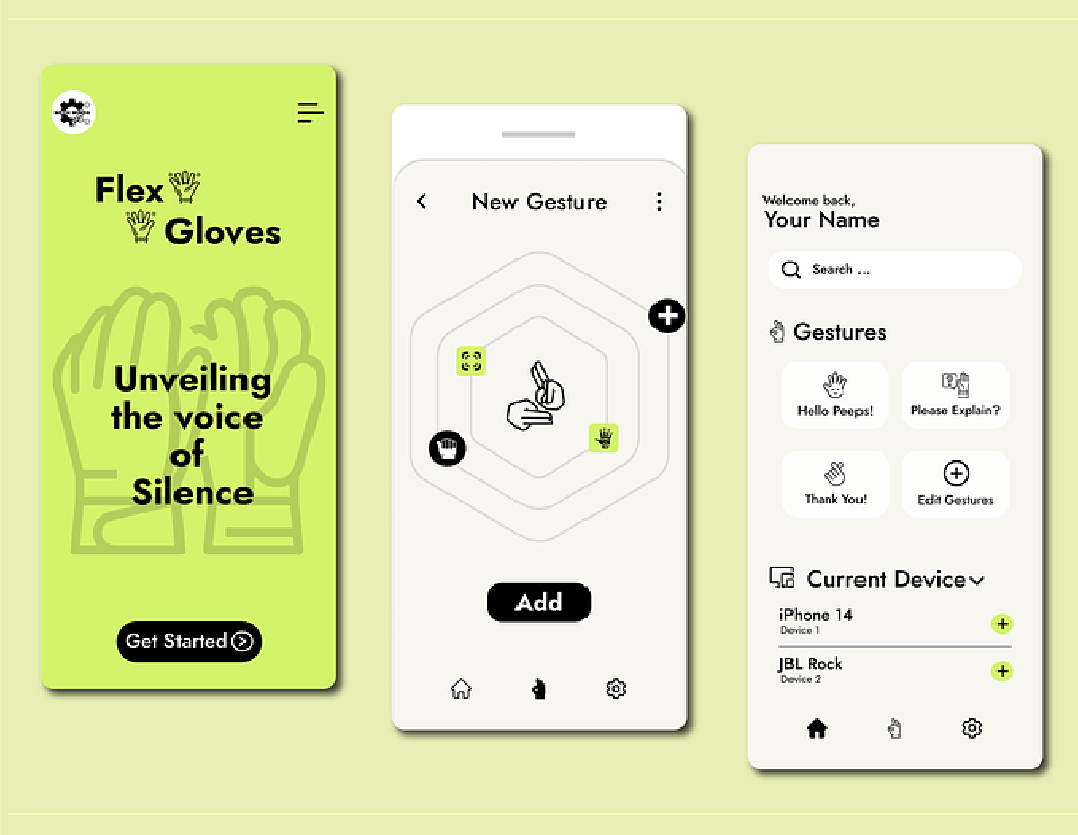 Flex
Gloves
Unveiling
the voice
of
Silence
Get Started
New Gesture
Add
Welcome back,
Your Name
Search ...
Gestures
Hello Peeps!
Please Explain?
Thank You!
Edit Gestures
Current Device
iPhone 14
Device 1
JBL Rock
Device 2